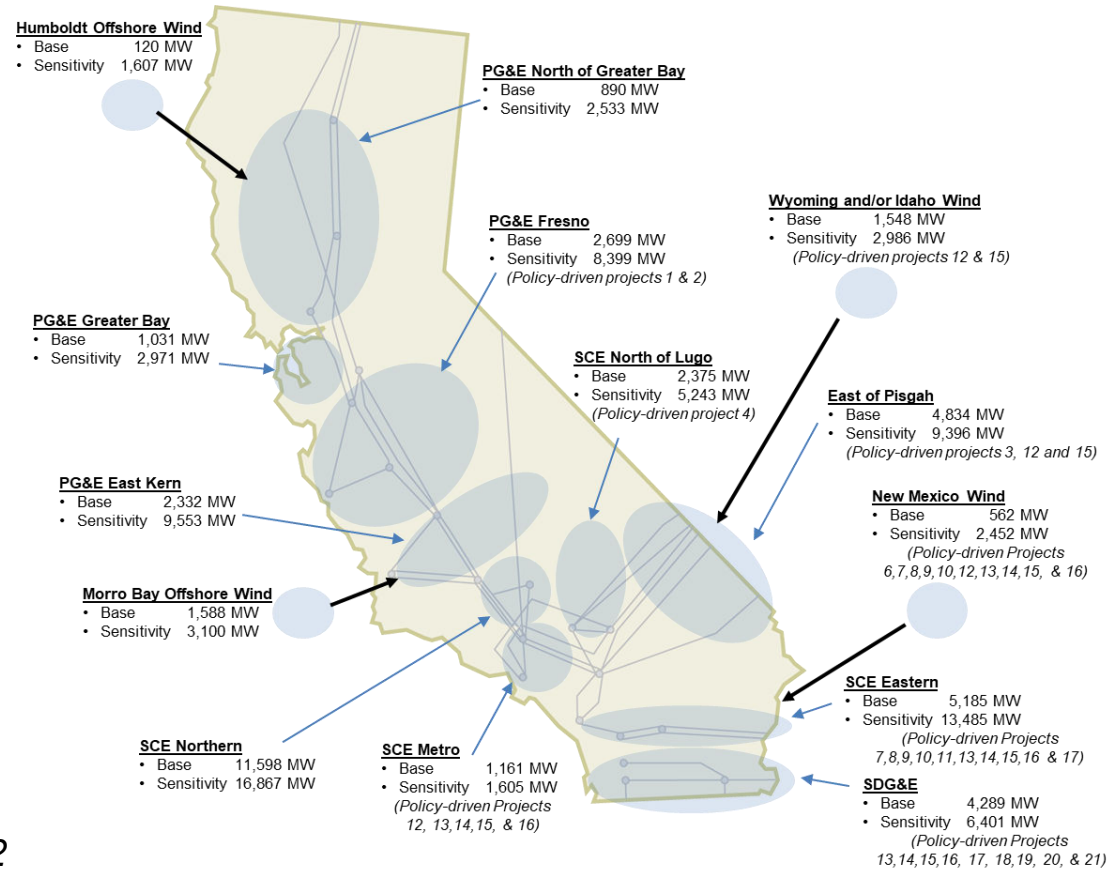 Humboldt Offshore Wind
• Base 120 MW
• Sensitivity 1,607 MW
PG&E North of Greater Bay
• Base 890 MW
• Sensitivity 2,533 MW
Wyoming and/or Idaho Wind
• Base 1,548 MW
• Sensitivity 2,986 MW
(Policy-driven projects 12 & 15)
PG&E Fresno
• Base 2,699 MW
• Sensitivity 8,399 MW
(Policy-driven projects 1 & 2)
PG&E Greater Bay
• Base 1,031 MW
• Sensitivity 2,971 MW
SCE North of Lugo
• Base 2,375 MW
• Sensitivity 5,243 MW
(Policy-driven project 4)
East of Pisgah
• Base 4,834 MW
• Sensitivity 9,396 MW
(Policy-driven projects 3, 12 and 15)
PG&E East Kern
• Base 2,332 MW
• Sensitivity 9,553 MW
New Mexico Wind
• Base 562 MW
• Sensitivity 2,452 MW
(Policy-driven Projects
6,7,8,9,10,12,13,14,15, & 16)
Morro Bay Offshore Wind
• Base 1,588 MW
• Sensitivity 3,100 MW
SCE Eastern
• Base 5,185 MW
• Sensitivity 13,485 MW
(Policy-driven Projects
7,8,9,10,11,13,14,15,16 & 17)
SCE Northern
• Base 11,598 MW
• Sensitivity 16,867 MW
SCE Metro
• Base 1,161 MW
• Sensitivity 1,605 MW
(Policy-driven Projects
12, 13,14,15, & 16)
SDG&E
• Base 4,289 MW
• Sensitivity 6,401 MW
(Policy-driven Projects
13,14,15,16, 17, 18,19, 20, & 21)
2